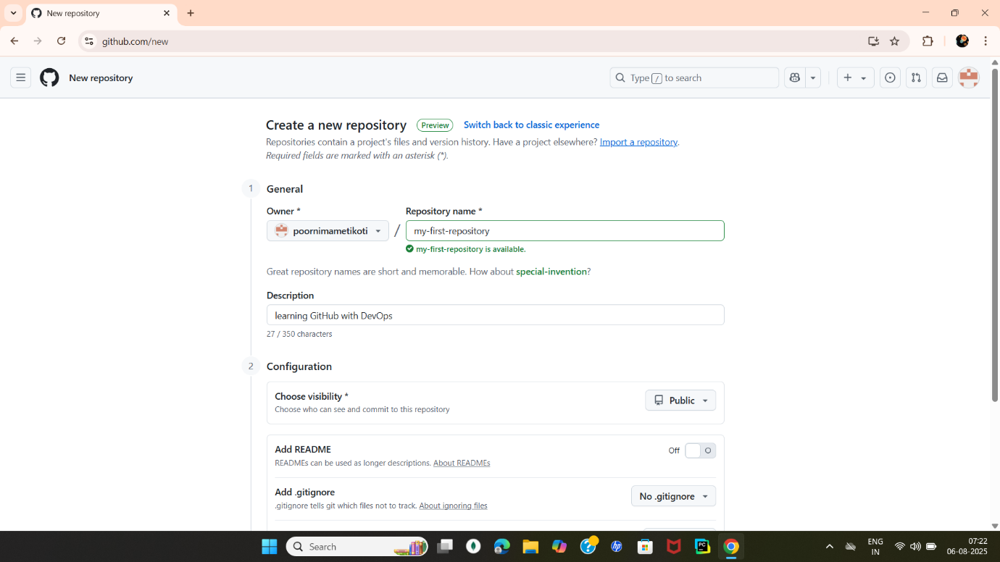 New repository
github.com/new
New repository
Type / to search
Create a new repository Preview Switch back to classic experience
Repositories contain a project's files and version history. Have a project elsewhere? Import a repository.
Required fields are marked with an asterisk (*).
1 General
Owner * Repository name *
poornimametikoti / my-first-repository
my-first-repository is available.
Great repository names are short and memorable. How about special-invention?
Description
learning GitHub with DevOps
27 / 350 characters
2 Configuration
Choose visibility *
Public
Choose who can see and commit to this repository
Add README
Off
READMEs can be used as longer descriptions. About READMEs
Add .gitignore
No .gitignore
.gitignore tells git which files not to track. About ignoring files
Search
PC
hp
ENG
IN
07:22
06-08-2025